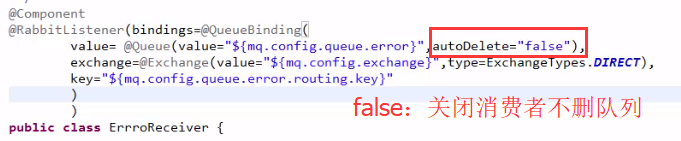 @Component
@RabbitListener(bindings=@QueueBinding(
value= @Queue(value="${mq.config.queue.error}",autoDelete="false"),
exchange=@Exchange(value="${mq.config.exchange}",type=ExchangeTypes.DIRECT),
key="${mq.config.queue.error.routing.key}"
)
false：关闭消费者不删队列
)
public class ErrroReceiver {